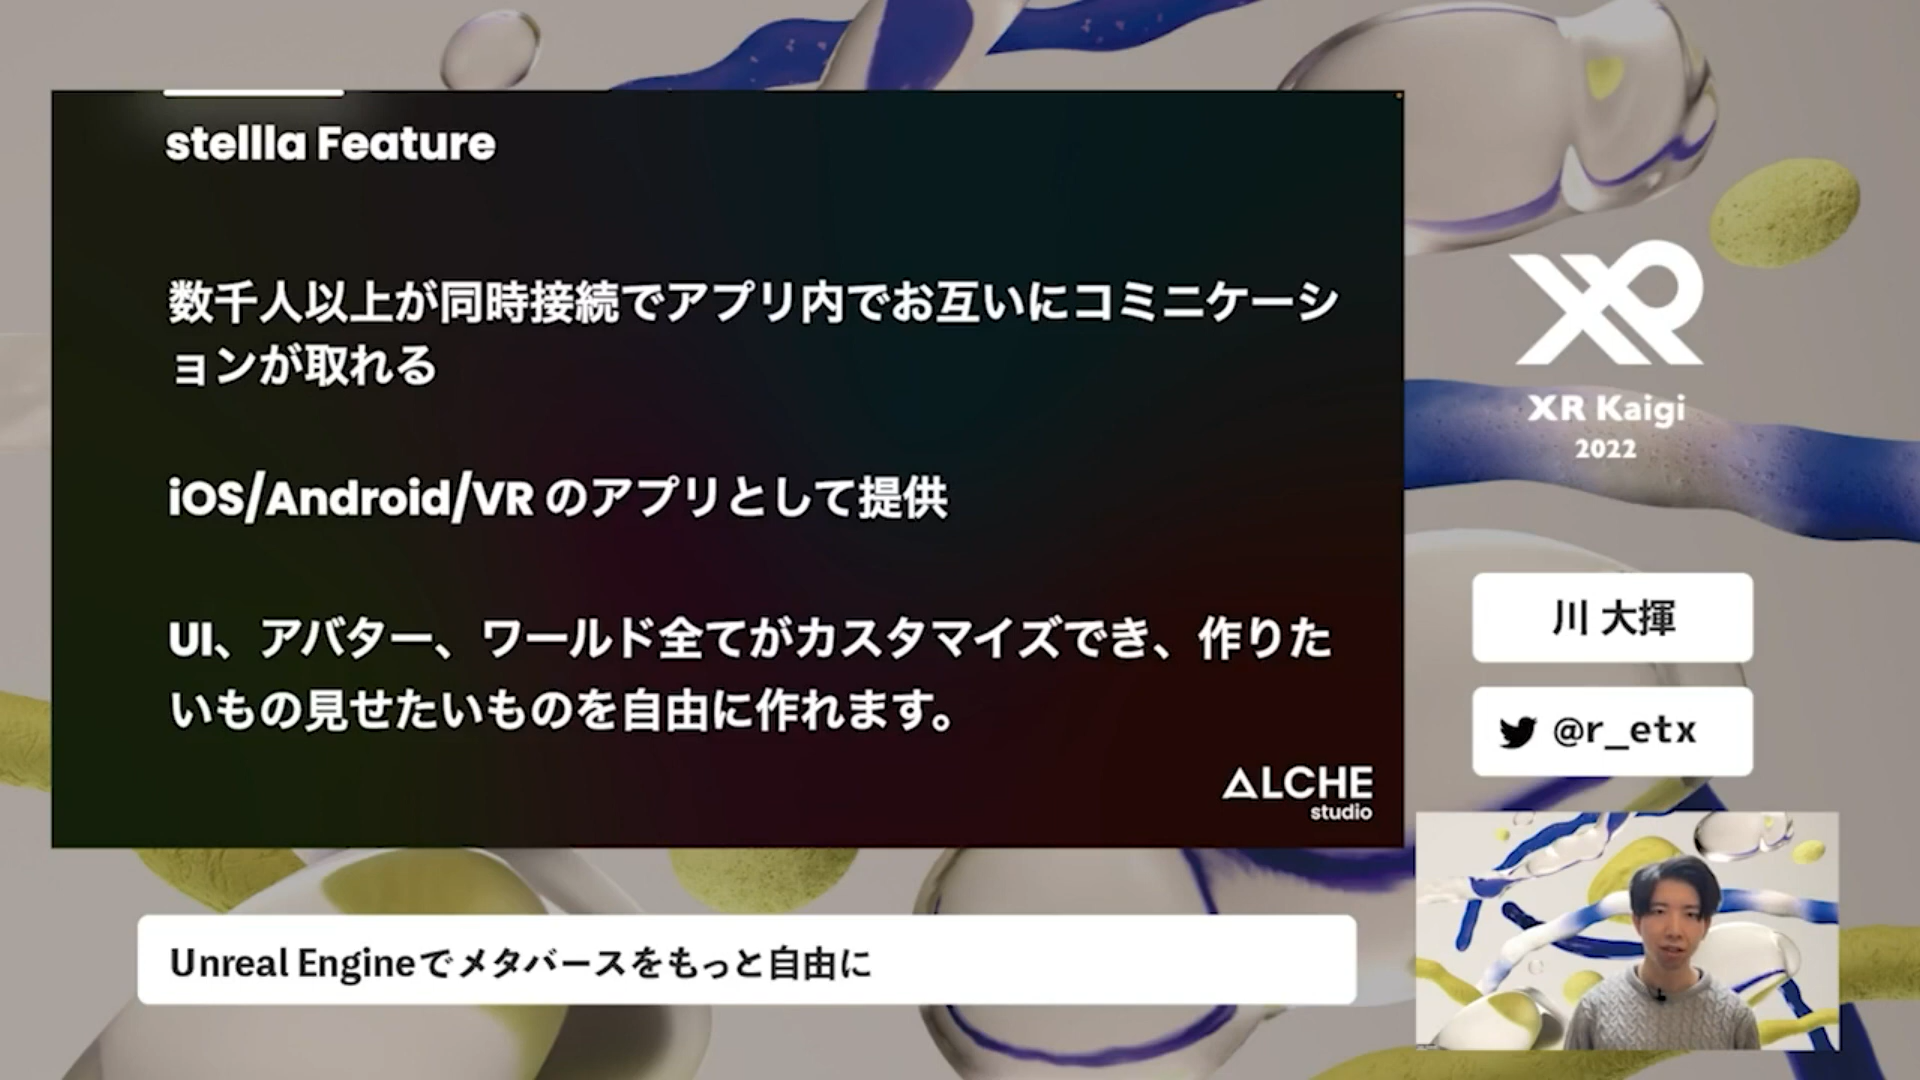 stellla Feature
数千人以上が同時接続でアプリ内でお互いにコミニケーシ
ョンが取れる
iOS/Android/VR のアプリとして提供
UI、アバター、ワールド全てがカスタマイズでき、作りた
いもの見せたいものを自由に作れます。
ALCHE
studio
XR Kaigi
2022
川 大揮
@r_etx
Unreal Engineでメタバースをもっと自由に